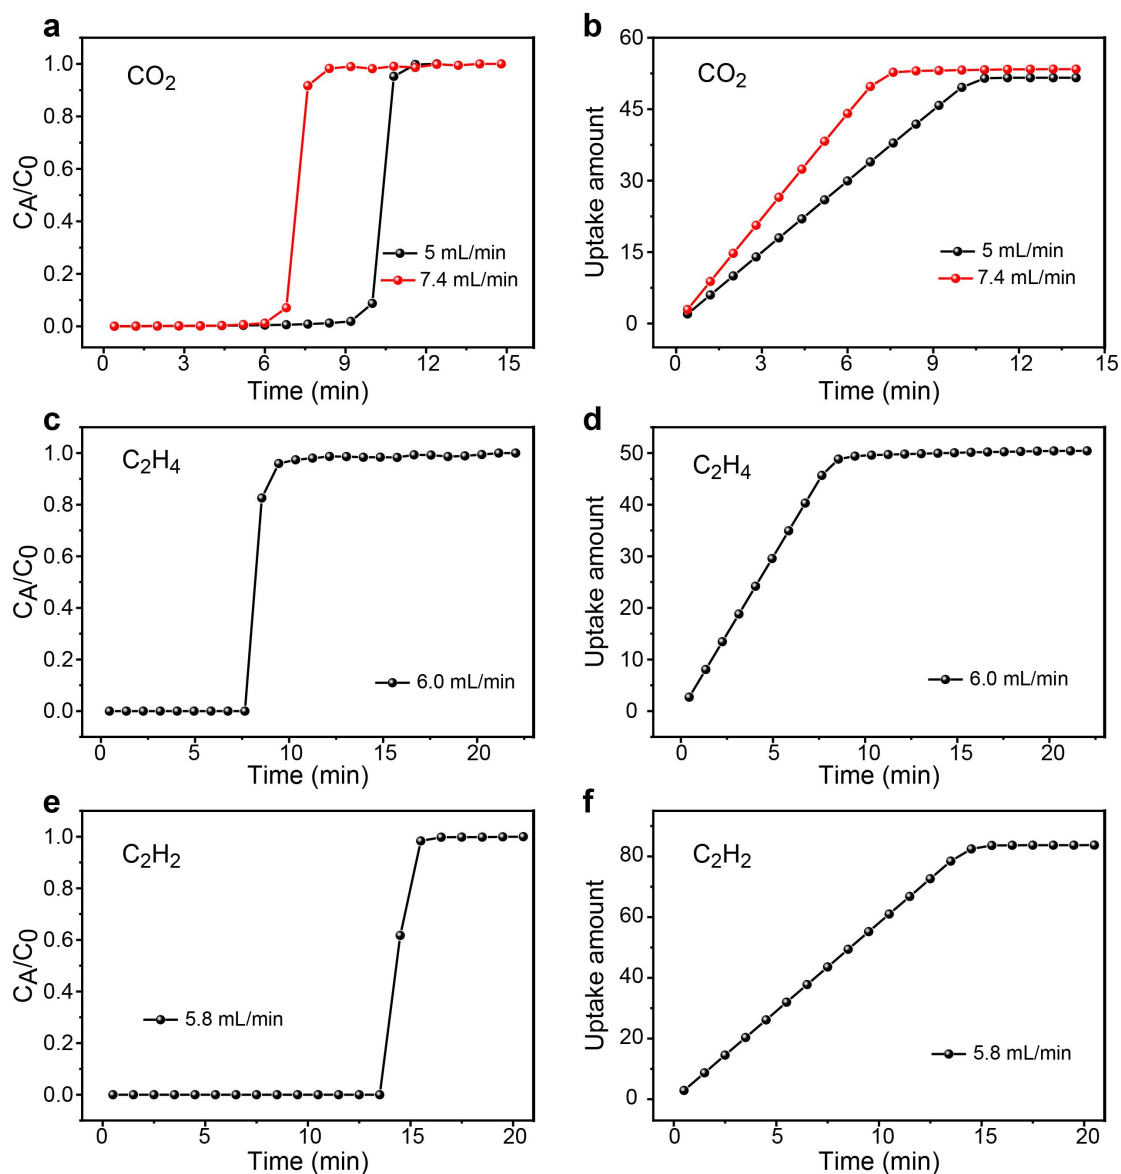 a
CO2
CA/C0
1.0
0.8
0.6
0.4
0.2
0.0
5 mL/min
7.4 mL/min
0 3 6 9 12 15
Time (min)
b
CO2
Uptake amount
60
45
30
15
0
5 mL/min
7.4 mL/min
0 3 6 9 12 15
Time (min)
c
C2H4
CA/C0
1.0
0.8
0.6
0.4
0.2
0.0
6.0 mL/min
0 5 10 15 20
Time (min)
d
C2H4
Uptake amount
50
40
30
20
10
0
6.0 mL/min
0 5 10 15 20
Time (min)
e
C2H2
CA/C0
1.0
0.8
0.6
0.4
0.2
0.0
5.8 mL/min
0 5 10 15 20
Time (min)
f
C2H2
Uptake amount
80
60
40
20
0
5.8 mL/min
0 5 10 15 20
Time (min)